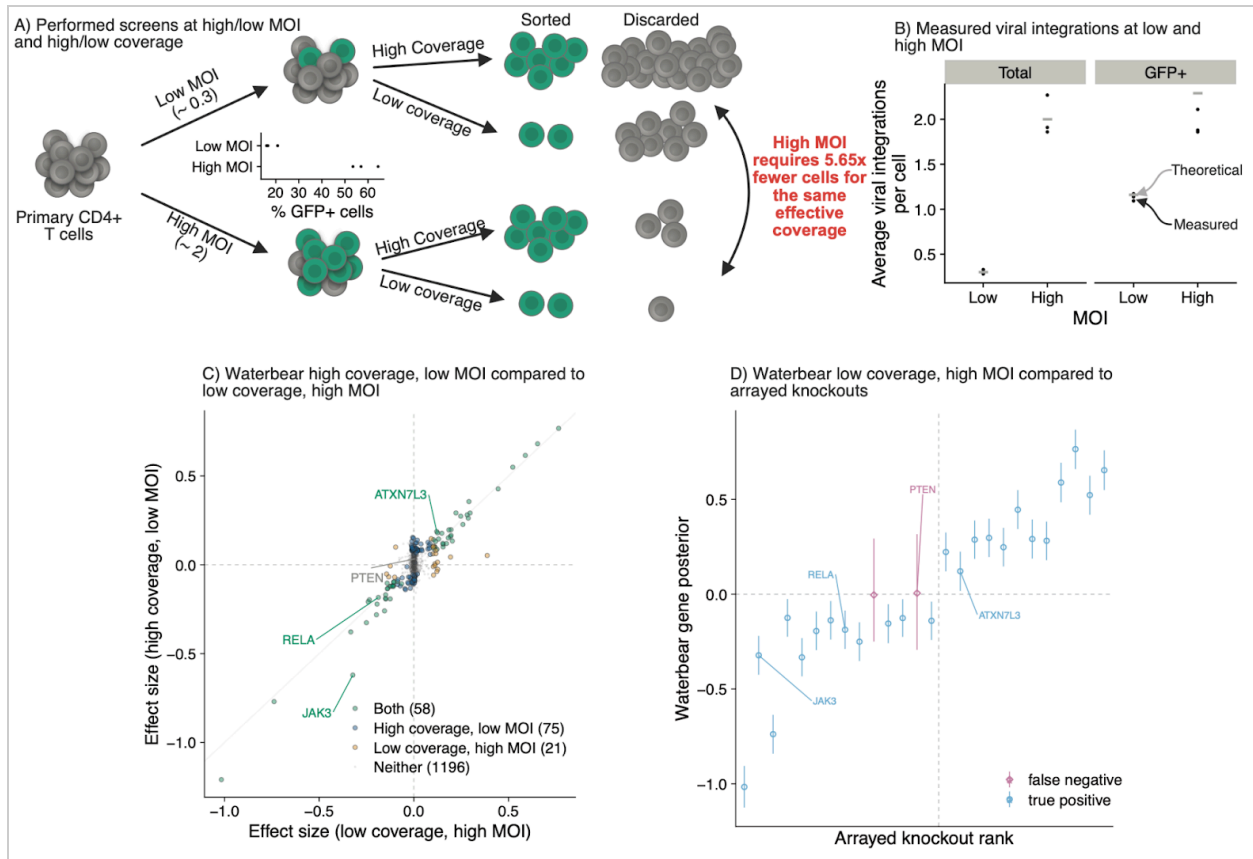 A) Performed screens at high/low MOI
and high/low coverage
Sorted
Discarded
High Coverage
Low MOI
(~ 0.3)
Low coverage
Low MOI
High MOI
20 30 40 50 60
% GFP+ cells
Primary CD4+
T cells
High MOI
(~ 2)
High Coverage
Low coverage
High MOI
requires 5.65x
fewer cells for
the same
effective
coverage
B) Measured viral integrations at low and
high MOI
Total
GFP+
Average viral integrations
per cell
2.0
1.5
1.0
0.5
Theoretical
Measured
Low High Low High
MOI
C) Waterbear high coverage, low MOI compared to
low coverage, high MOI
Effect size (high coverage, low MOI)
0.5
0.0
−0.5
−1.0
ATXN7L3
PTEN
RELA
JAK3
Both (58)
High coverage, low MOI (75)
Low coverage, high MOI (21)
Neither (1196)
−1.0 −0.5 0.0 0.5
Effect size (low coverage, high MOI)
D) Waterbear low coverage, high MOI compared to
arrayed knockouts
Waterbear gene posterior
0.5
0.0
−0.5
−1.0
PTEN
RELA
ATXN7L3
JAK3
false negative
true positive
Arrayed knockout rank